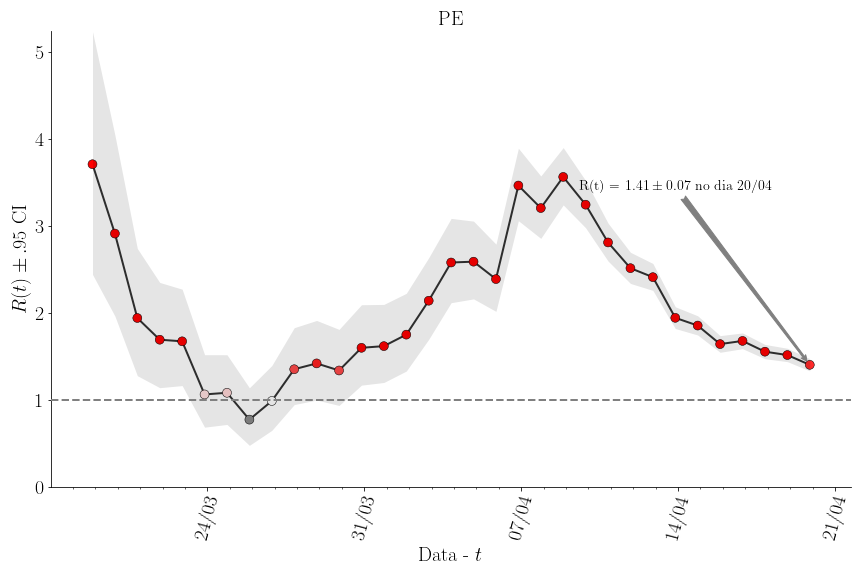 PE
R(t) ± .95 CI
5
4
3
2
1
0
R(t) = 1.41 ± 0.07 no dia 20/04
24/03
31/03
07/04
14/04
21/04
Data - t